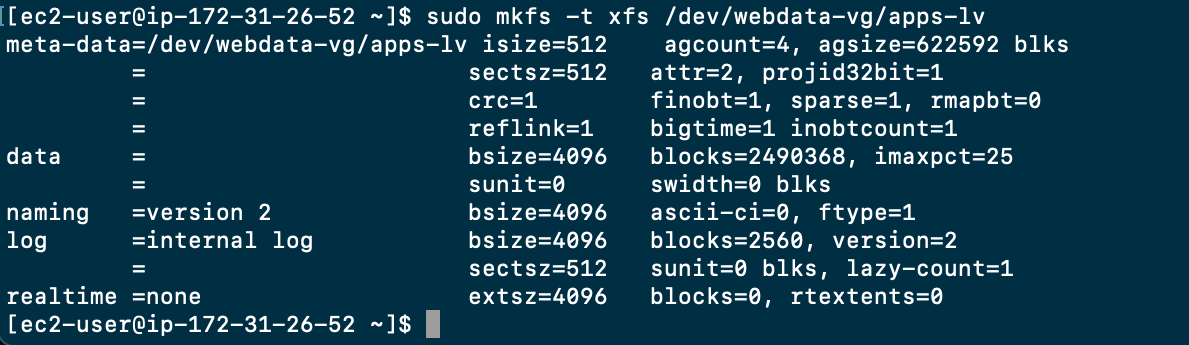 [ec2-user@ip-172-31-26-52 ~]$ sudo mkfs -t xfs /dev/webdata-vg/apps-lv
meta-data=/dev/webdata-vg/apps-lv isize=512    agcount=4, agsize=622592 blks
         =                       sectsz=512   attr=2, projid32bit=1
         =                       crc=1        finobt=1, sparse=1, rmapbt=0
         =                       reflink=1    bigtime=1 inobtcount=1
data     =                       bsize=4096   blocks=2490368, imaxpct=25
         =                       sunit=0      swidth=0 blks
naming   =version 2              bsize=4096   ascii-ci=0, ftype=1
log      =internal log           bsize=4096   blocks=2560, version=2
         =                       sectsz=512   sunit=0 blks, lazy-count=1
realtime =none                   extsz=4096   blocks=0, rtextents=0
[ec2-user@ip-172-31-26-52 ~]$